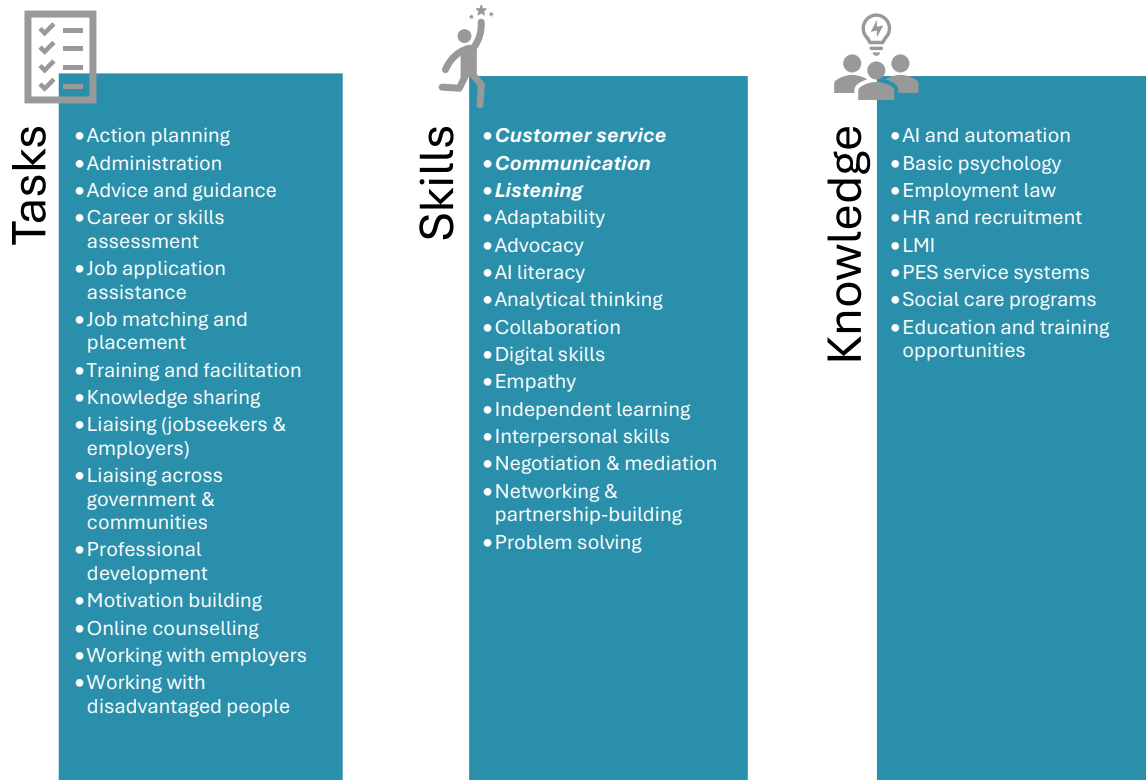 Tasks
• Action planning
• Administration
• Advice and guidance
• Career or skills
assessment
• Job application
assistance
• Job matching and
placement
• Training and facilitation
• Knowledge sharing
• Liaising (jobseekers &
employers)
• Liaising across
government &
communities
• Professional
development
• Motivation building
• Online counselling
• Working with employers
• Working with
disadvantaged people
Skills
• Customer service
• Communication
• Listening
• Adaptability
• Advocacy
• AI literacy
• Analytical thinking
• Collaboration
• Digital skills
• Empathy
• Independent learning
• Interpersonal skills
• Negotiation & mediation
• Networking &
partnership-building
• Problem solving
Knowledge
• AI and automation
• Basic psychology
• Employment law
• HR and recruitment
• LMI
• PES service systems
• Social care programs
• Education and training
opportunities